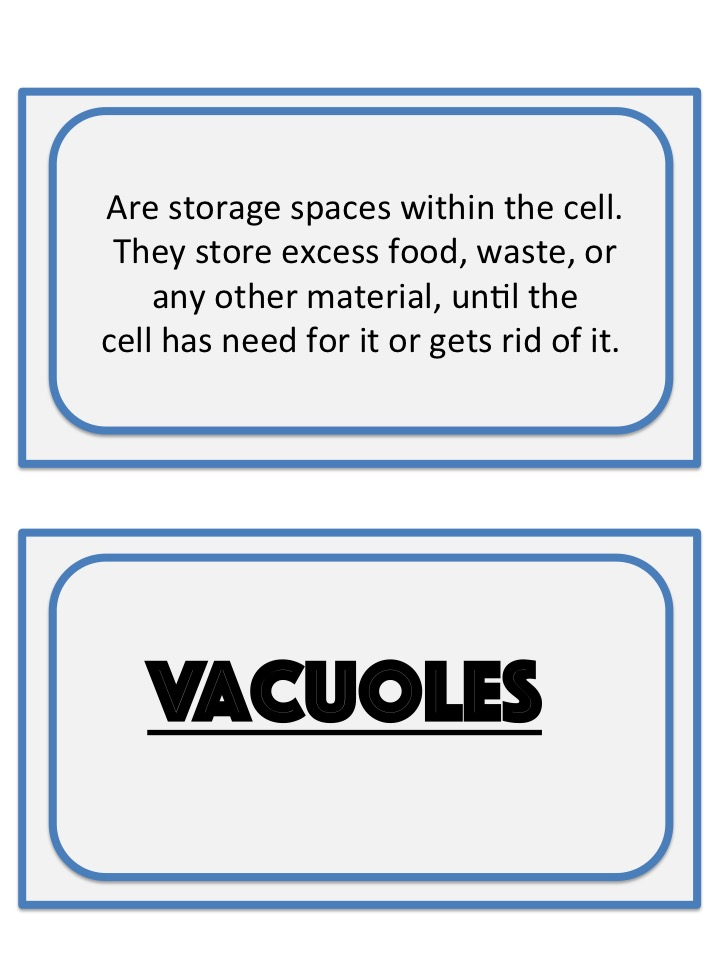 Are storage spaces within the cell.
They store excess food, waste, or
any other material, until the
cell has need for it or gets rid of it.
VACUOLES